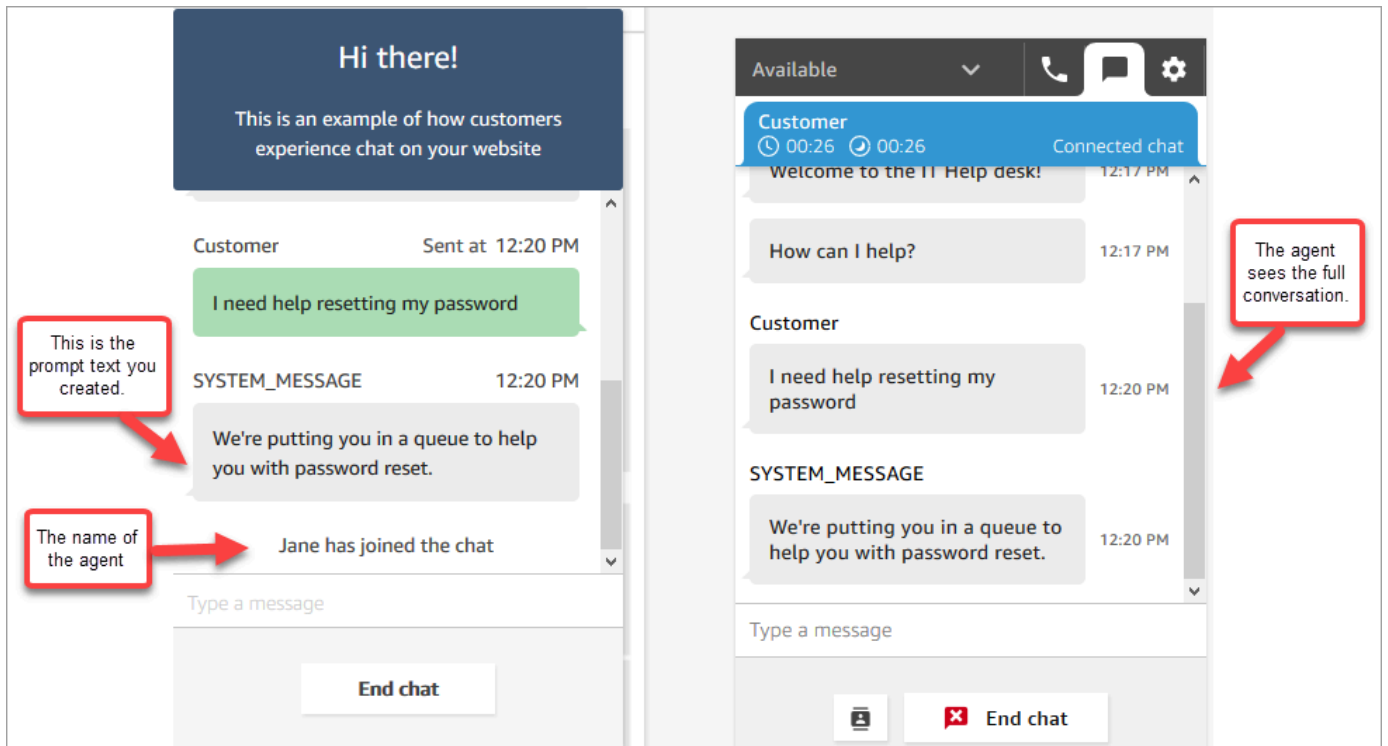 Hi there!
This is an example of how customers
experience chat on your website
Customer
Sent at 12:20 PM
I need help resetting my password
SYSTEM_MESSAGE
12:20 PM
We're putting you in a queue to help
you with password reset.
Jane has joined the chat
Type a message
End chat
This is the
prompt text you
created.
The name of
the agent
Available
Customer
00:26
00:26
Connected chat
Welcome to the IT Help desk!
12:17 PM
How can I help?
12:17 PM
Customer
I need help resetting my
password
12:20 PM
SYSTEM_MESSAGE
We're putting you in a queue to
help you with password reset.
12:20 PM
Type a message
End chat
The agent
sees the full
conversation.